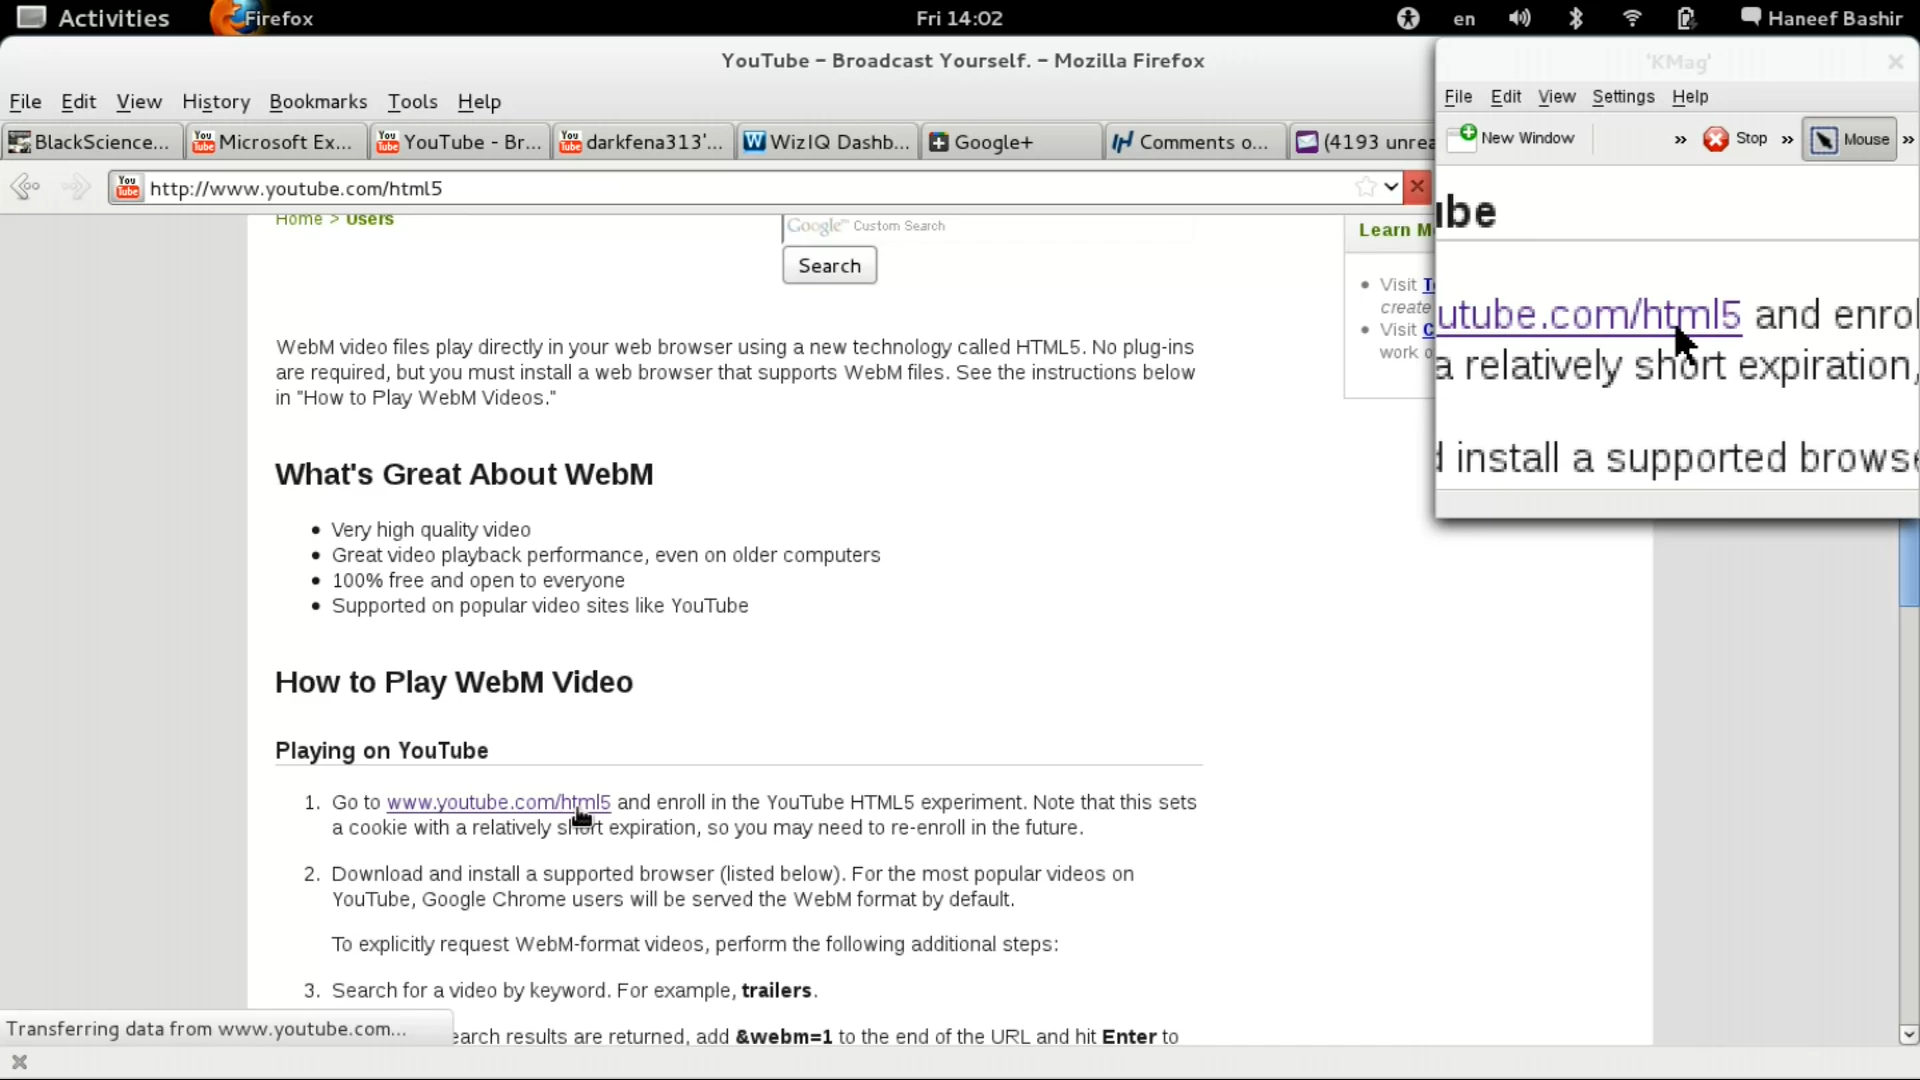 Activities
Firefox
Fri 14:02
en
Haneef Bashir
YouTube - Broadcast Yourself. - Mozilla Firefox
File Edit View History Bookmarks Tools Help
BlackScience...
You Tube Microsoft Ex...
You Tube YouTube - Br...
You Tube darkfena313'...
W WizIQ Dashb...
Google+
Comments o...
(4193 unrea
You Tube http://www.youtube.com/html5
Home > Users
Google™ Custom Search
Search
Learn M
Visit T
create
Visit C
work o
WebM video files play directly in your web browser using a new technology called HTML5. No plug-ins
are required, but you must install a web browser that supports WebM files. See the instructions below
in "How to Play WebM Videos."
What's Great About WebM
• Very high quality video
• Great video playback performance, even on older computers
• 100% free and open to everyone
• Supported on popular video sites like YouTube
How to Play WebM Video
Playing on YouTube
1. Go to www.youtube.com/html5 and enroll in the YouTube HTML5 experiment. Note that this sets
a cookie with a relatively short expiration, so you may need to re-enroll in the future.
2. Download and install a supported browser (listed below). For the most popular videos on
YouTube, Google Chrome users will be served the WebM format by default.
To explicitly request WebM-format videos, perform the following additional steps:
3. Search for a video by keyword. For example, trailers.
earch results are returned, add &webm=1 to the end of the URL and hit Enter to
Transferring data from www.youtube.com...
'KMag'
File Edit View Settings Help
New Window » Stop » Mouse »
ube
utube.com/html5 and enrol
a relatively short expiration,
d install a supported browse